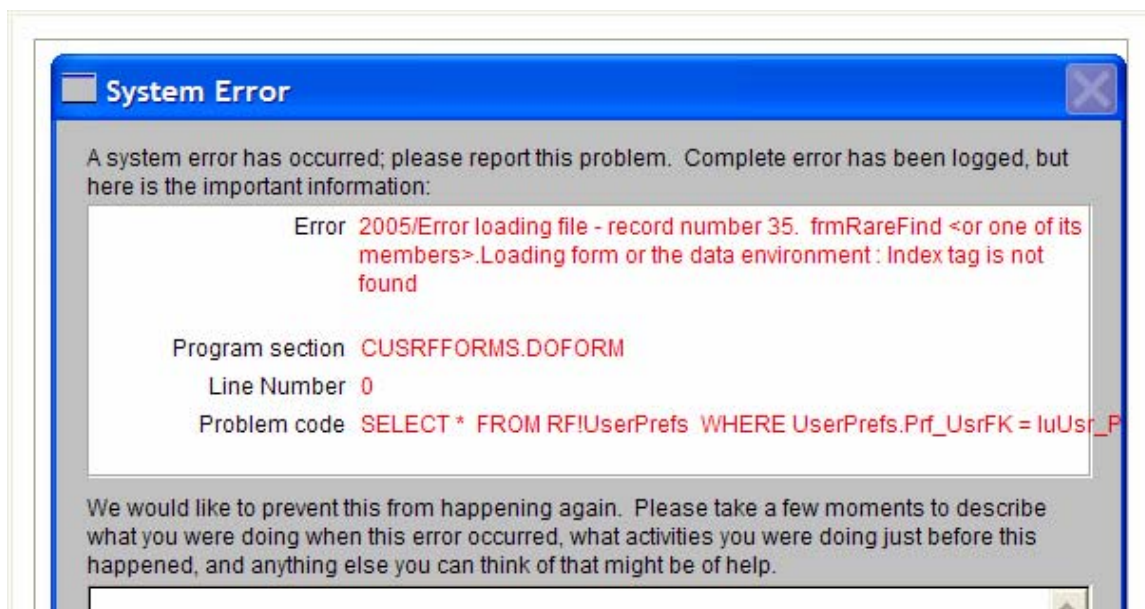 System Error
A system error has occurred; please report this problem. Complete error has been logged, but
here is the important information:
Error 2005/Error loading file - record number 35. frmRareFind <or one of its
members>.Loading form or the data environment : Index tag is not
found
Program section CUSRFFORMS.DOFORM
Line Number 0
Problem code SELECT * FROM RF!UserPrefs WHERE UserPrefs.Prf_UsrFK = luUsr_P
We would like to prevent this from happening again. Please take a few moments to describe
what you were doing when this error occurred, what activities you were doing just before this
happened, and anything else you can think of that might be of help.